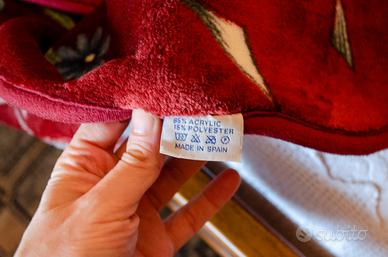 85% ACRYLIC
15% POLYESTER
MADE IN SPAIN
subito